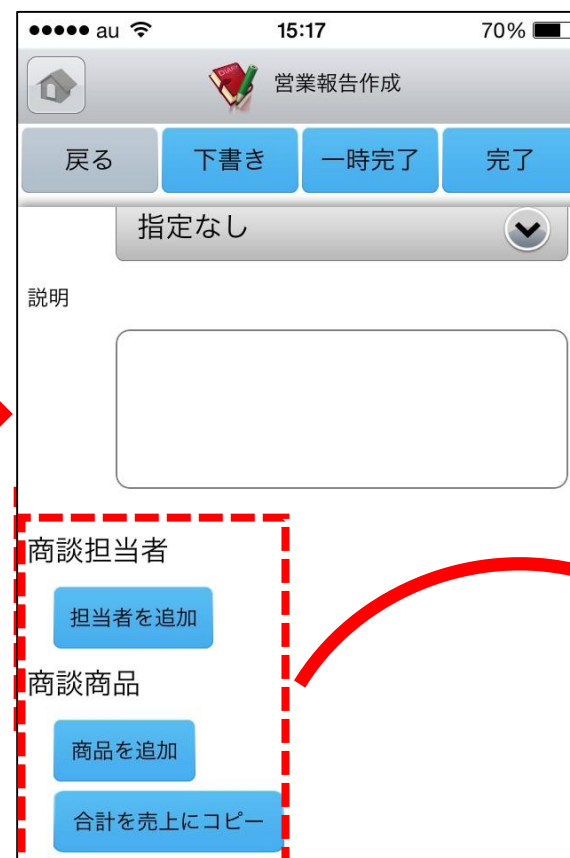 au 15:17 70%
営業報告作成
戻る 下書き 一時完了 完了
指定なし
説明
商談担当者
担当者を追加
商談商品
商品を追加
合計を売上にコピー